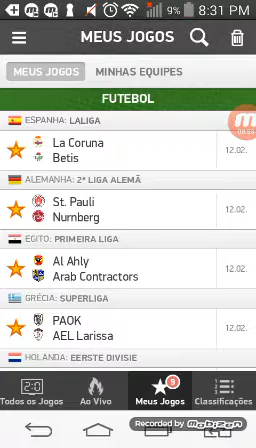 9% 8:31 PM
MEUS JOGOS
MEUS JOGOS MINHAS EQUIPES
FUTEBOL
ESPANHA: LALIGA
La Coruna
Betis
12.02.
ALEMANHA: 2ª LIGA ALEMÃ
St. Pauli
Nurnberg
12.02.
EGITO: PRIMEIRA LIGA
Al Ahly
Arab Contractors
12.02.
GRÉCIA: SUPERLIGA
PAOK
AEL Larissa
12.02.
HOLANDA: EERSTE DIVISIE
2:0 9
Todos os Jogos Ao Vivo Meus Jogos Classificações
Recorded by Mobizen